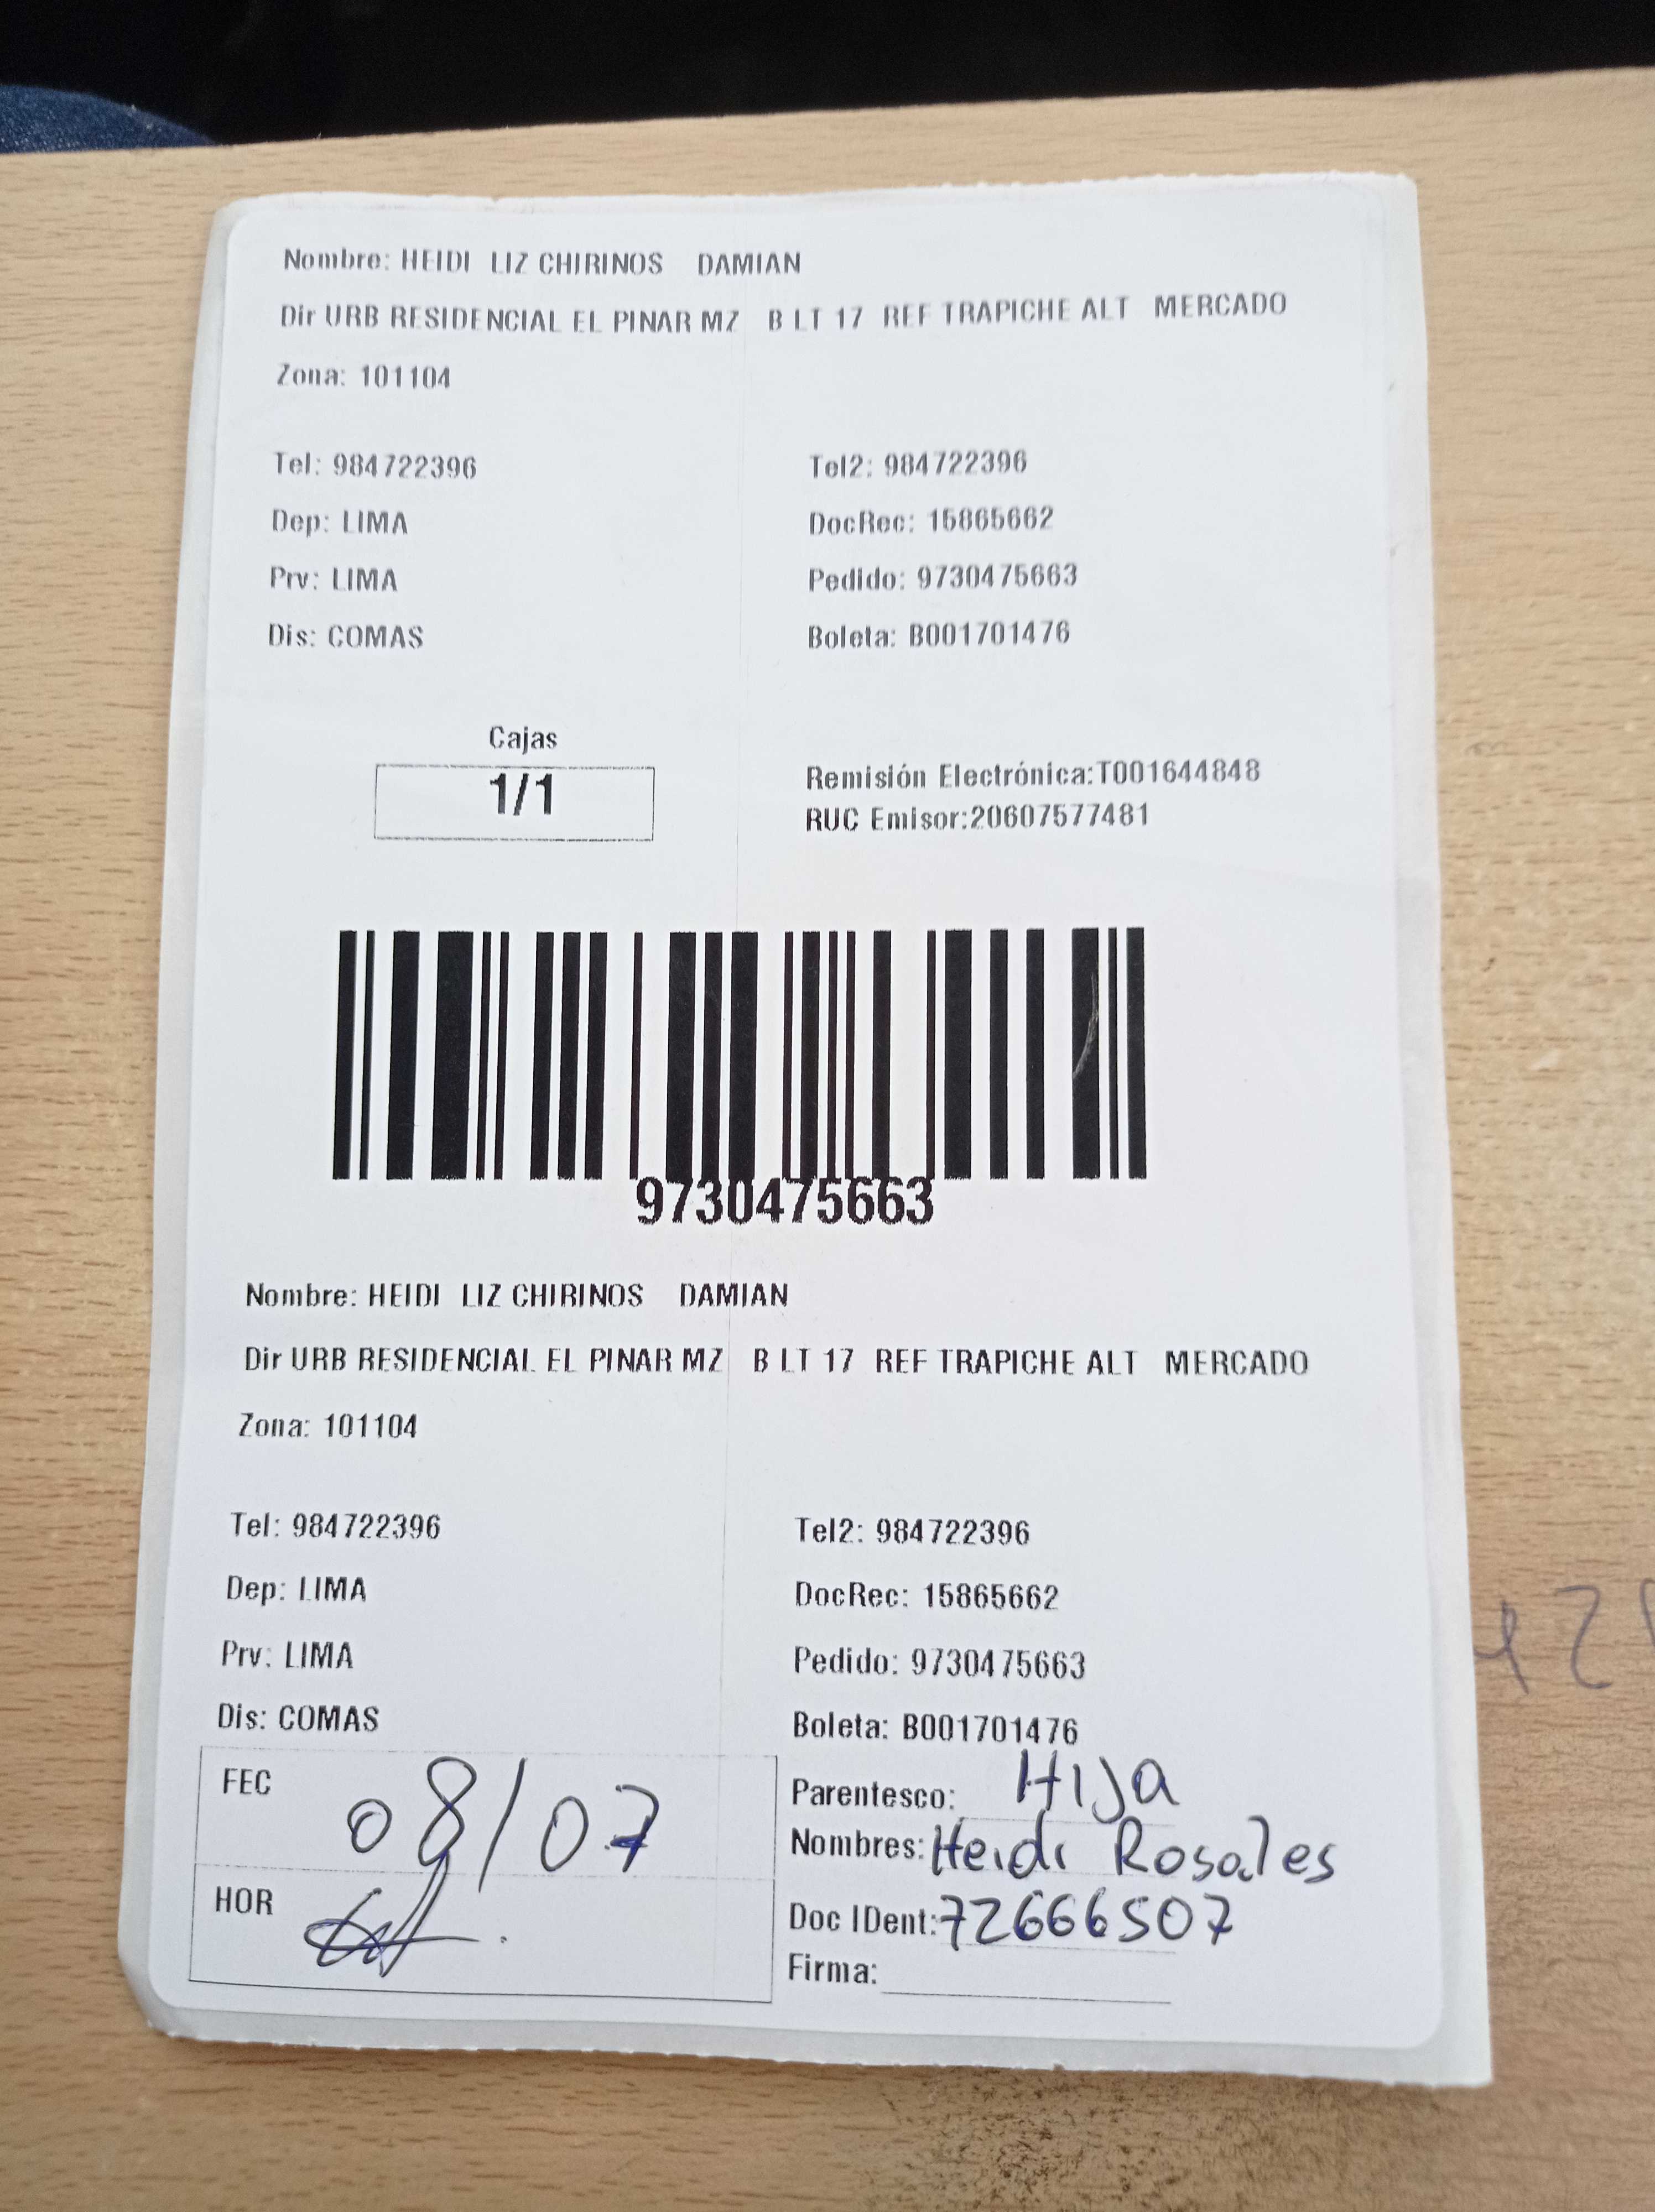 Nombre: HEIDI LIZ CHIRINOS DAMIAN
Dir URB RESIDENCIAL EL PINAR MZ B LT 17 REF TRAPICHE ALT MERCADO
Zona: 101104
Tel: 984722396 Tel2: 984722396
Dep: LIMA DocRec: 15865662
Prv: LIMA Pedido: 9730475663
Dis: COMAS Boleta: B001701476
Cajas
1/1
Remisión Electrónica:T001644848
RUC Emisor:20607577481
9730475663
Nombre: HEIDI LIZ CHIRINOS DAMIAN
Dir URB RESIDENCIAL EL PINAR MZ B LT 17 REF TRAPICHE ALT MERCADO
Zona: 101104
Tel: 984722396 Tel2: 984722396
Dep: LIMA DocRec: 15865662
Prv: LIMA Pedido: 9730475663
Dis: COMAS Boleta: B001701476
FEC 08/07
HOR
Parentesco: HIJA
Nombres: Heidi Rosales
Doc IDent: 72666507
Firma: